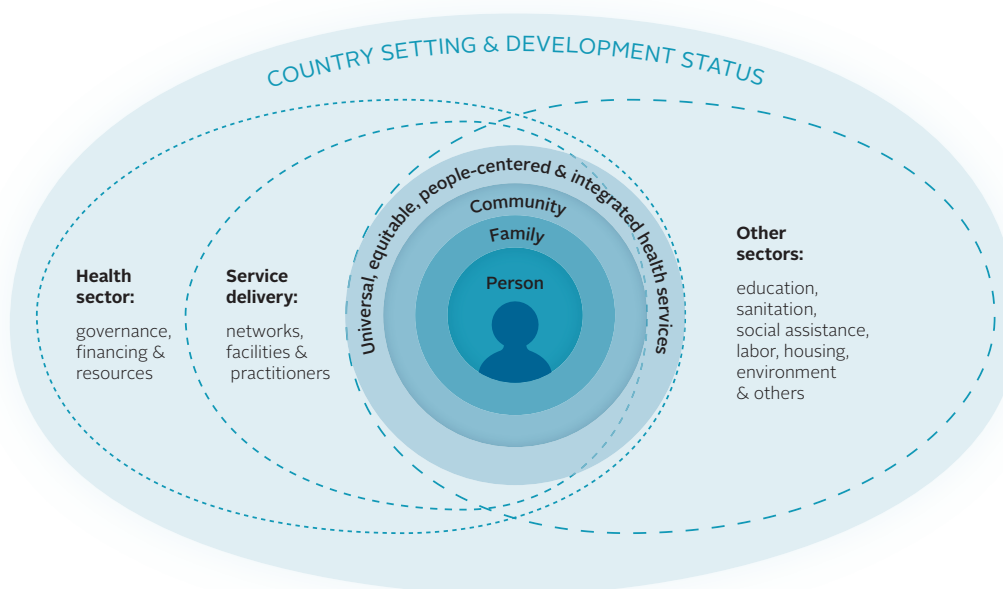 COUNTRY SETTING & DEVELOPMENT STATUS
Universal, equitable, people-centered & integrated health services
Community
Family
Person
Health
sector:
governance,
financing &
resources
Service
delivery:
networks,
facilities &
practitioners
Other
sectors:
education,
sanitation,
social assistance,
labor, housing,
environment
& others